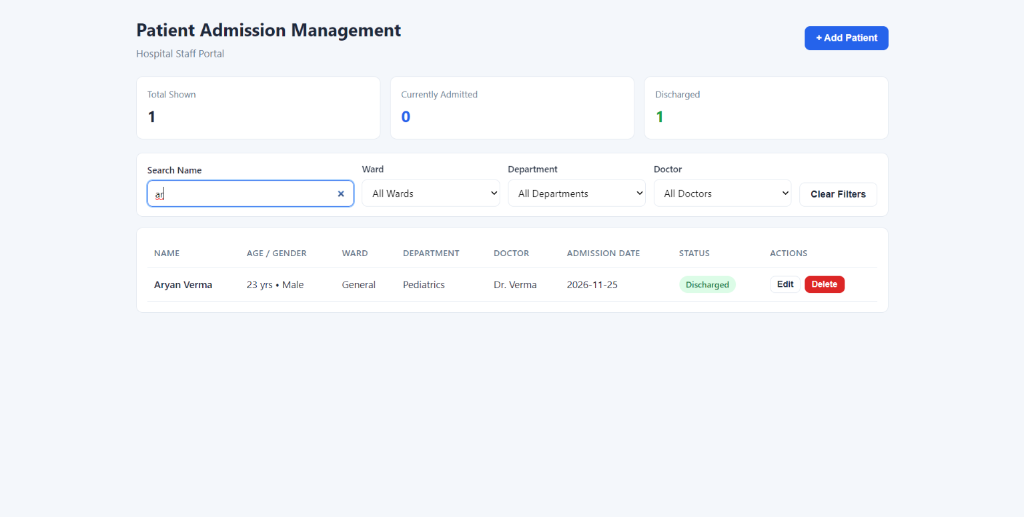 Patient Admission Management
Hospital Staff Portal
+ Add Patient
Total Shown
1
Currently Admitted
0
Discharged
1
Search Name
ar
×
Ward
All Wards
Department
All Departments
Doctor
All Doctors
Clear Filters
NAME AGE / GENDER WARD DEPARTMENT DOCTOR ADMISSION DATE STATUS ACTIONS
Aryan Verma 23 yrs • Male General Pediatrics Dr. Verma 2026-11-25 Discharged Edit Delete